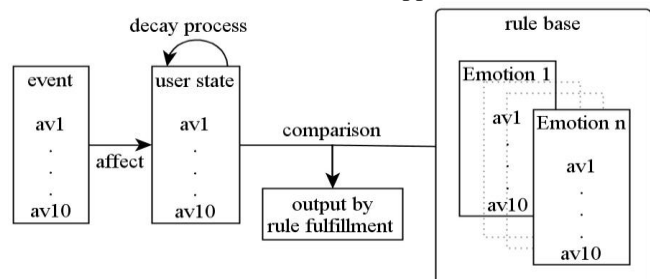 decay process
rule base
event
user state
Emotion 1
av1
av1
comparison
av1
Emotion n
affect
av1
.
.
.
.
.
.
.
.
.
.
.
av10
av10
output by
rule fulfillment
av10
av10